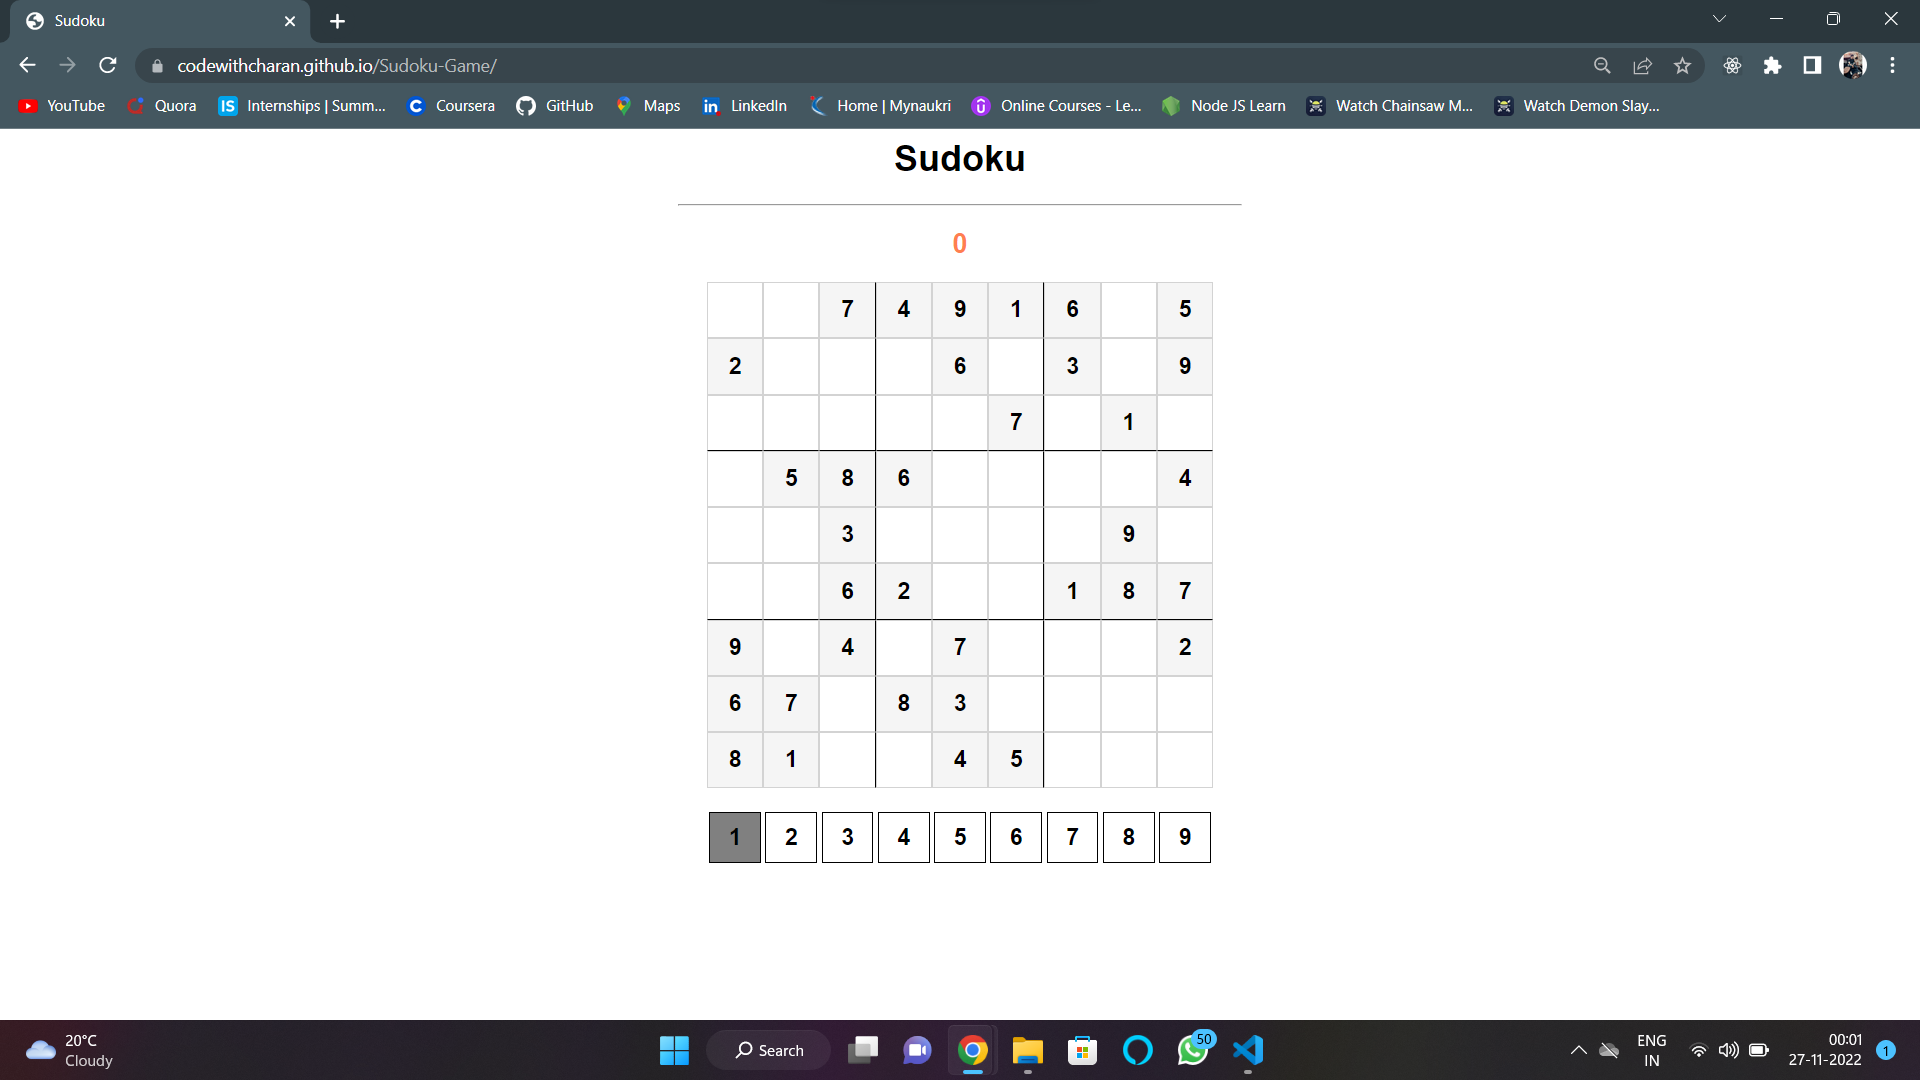 Sudoku
codewithcharan.github.io/Sudoku-Game/
YouTube Quora IS Internships | Summ... Coursera GitHub Maps LinkedIn Home | Mynaukri Online Courses - Le... Node JS Learn Watch Chainsaw M... Watch Demon Slay...
Sudoku
0
7 4 9 1 6 5
2 6 3 9
7 1
5 8 6 4
3 9
6 2 1 8 7
9 4 7 2
6 7 8 3
8 1 4 5
1 2 3 4 5 6 7 8 9
20°C
Cloudy
Search
50
ENG
IN
00:01
27-11-2022
1